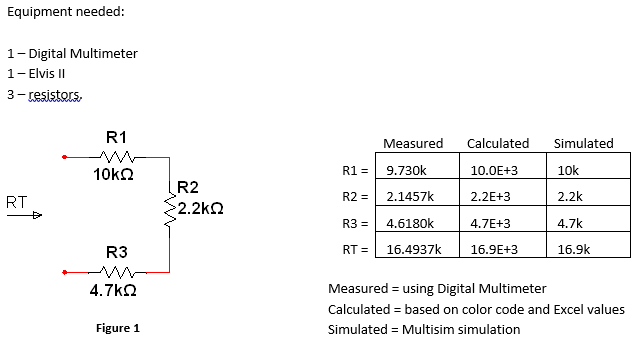 Equipment needed:
1 – Digital Multimeter
1 – Elvis II
3 – resistors.
R1
10kΩ
R2
2.2kΩ
RT
R3
4.7kΩ
Figure 1
Measured Calculated Simulated
R1 = 9.730k 10.0E+3 10k
R2 = 2.1457k 2.2E+3 2.2k
R3 = 4.6180k 4.7E+3 4.7k
RT = 16.4937k 16.9E+3 16.9k
Measured = using Digital Multimeter
Calculated = based on color code and Excel values
Simulated = Multisim simulation